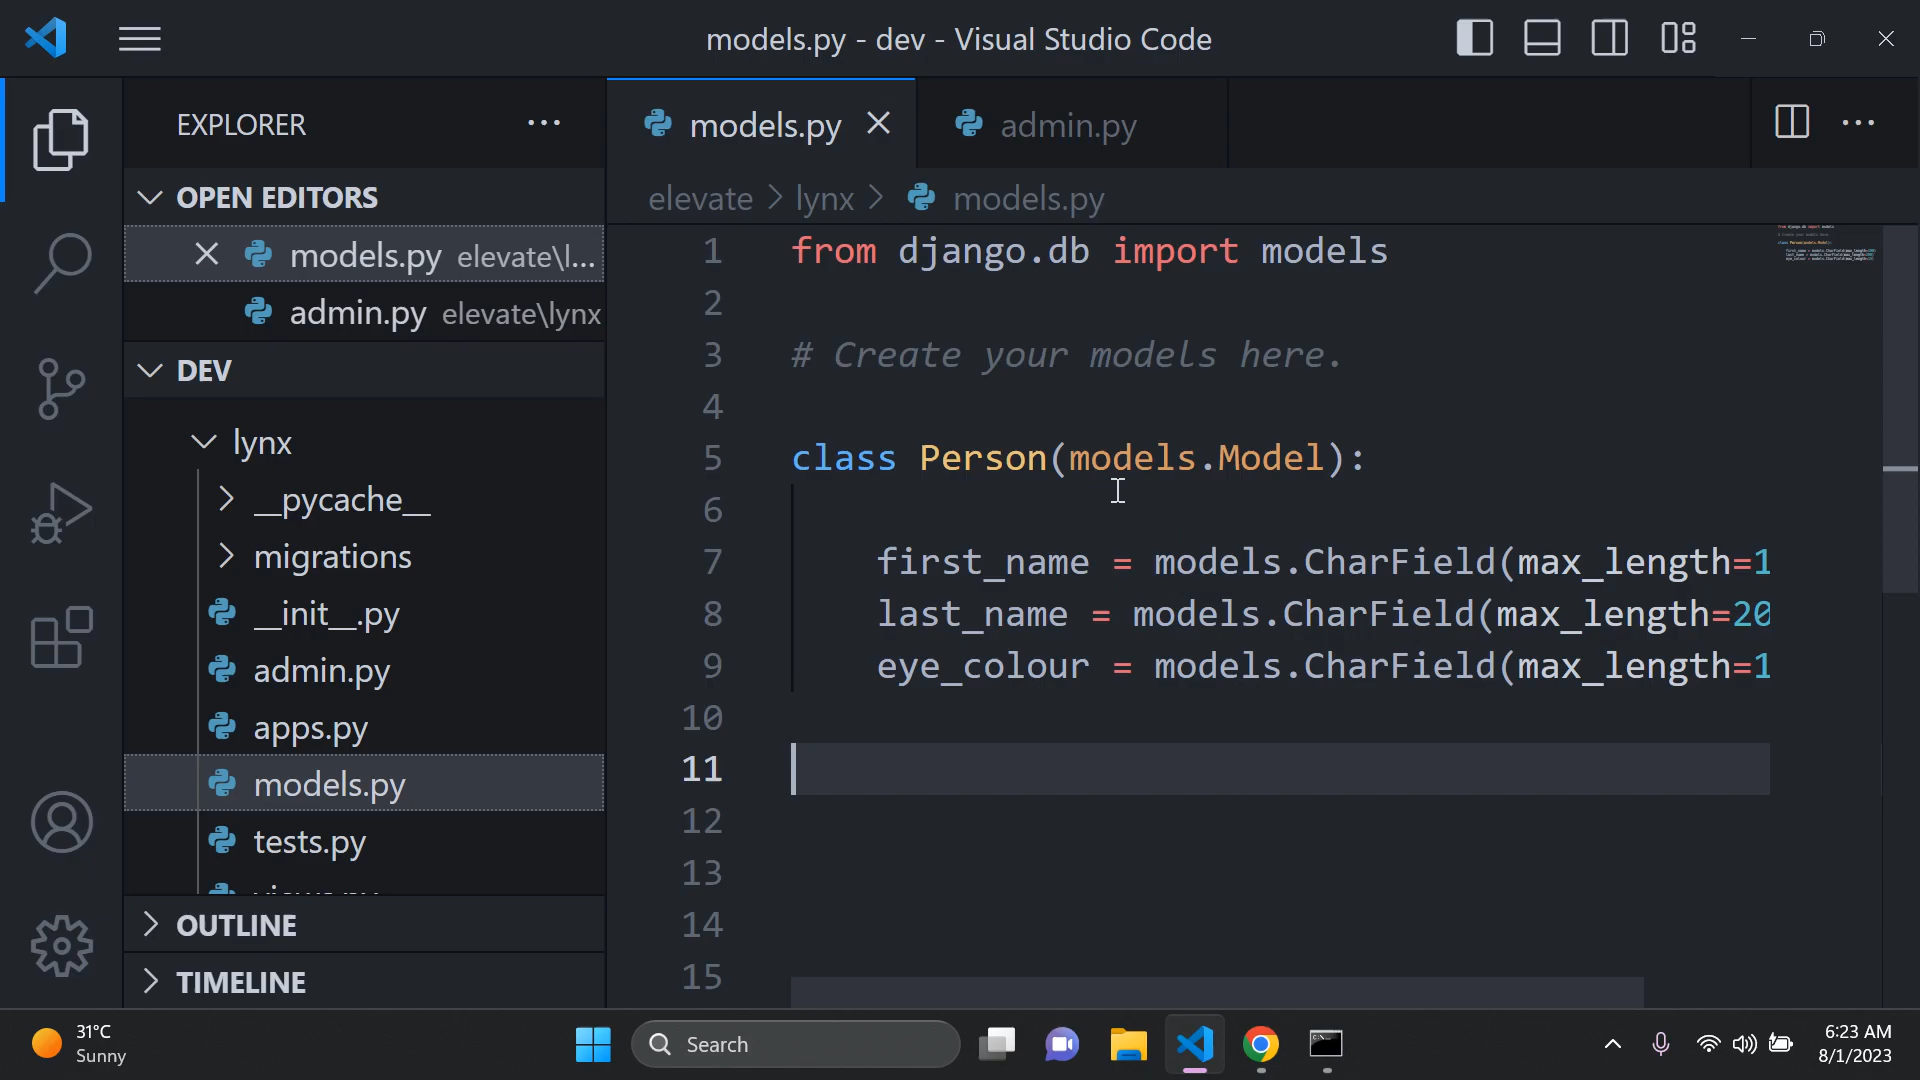 models.py - dev - Visual Studio Code
EXPLORER
OPEN EDITORS
models.py elevate\l...
admin.py elevate\lynx
DEV
lynx
__pycache__
migrations
__init__.py
admin.py
apps.py
models.py
tests.py
OUTLINE
TIMELINE
models.py
admin.py
elevate > lynx > models.py
1 from django.db import models
2
3 # Create your models here.
4
5 class Person(models.Model):
6
7 first_name = models.CharField(max_length=1
8 last_name = models.CharField(max_length=20
9 eye_colour = models.CharField(max_length=1
10
11
12
13
14
15
31°C
Sunny
Search
6:23 AM
8/1/2023